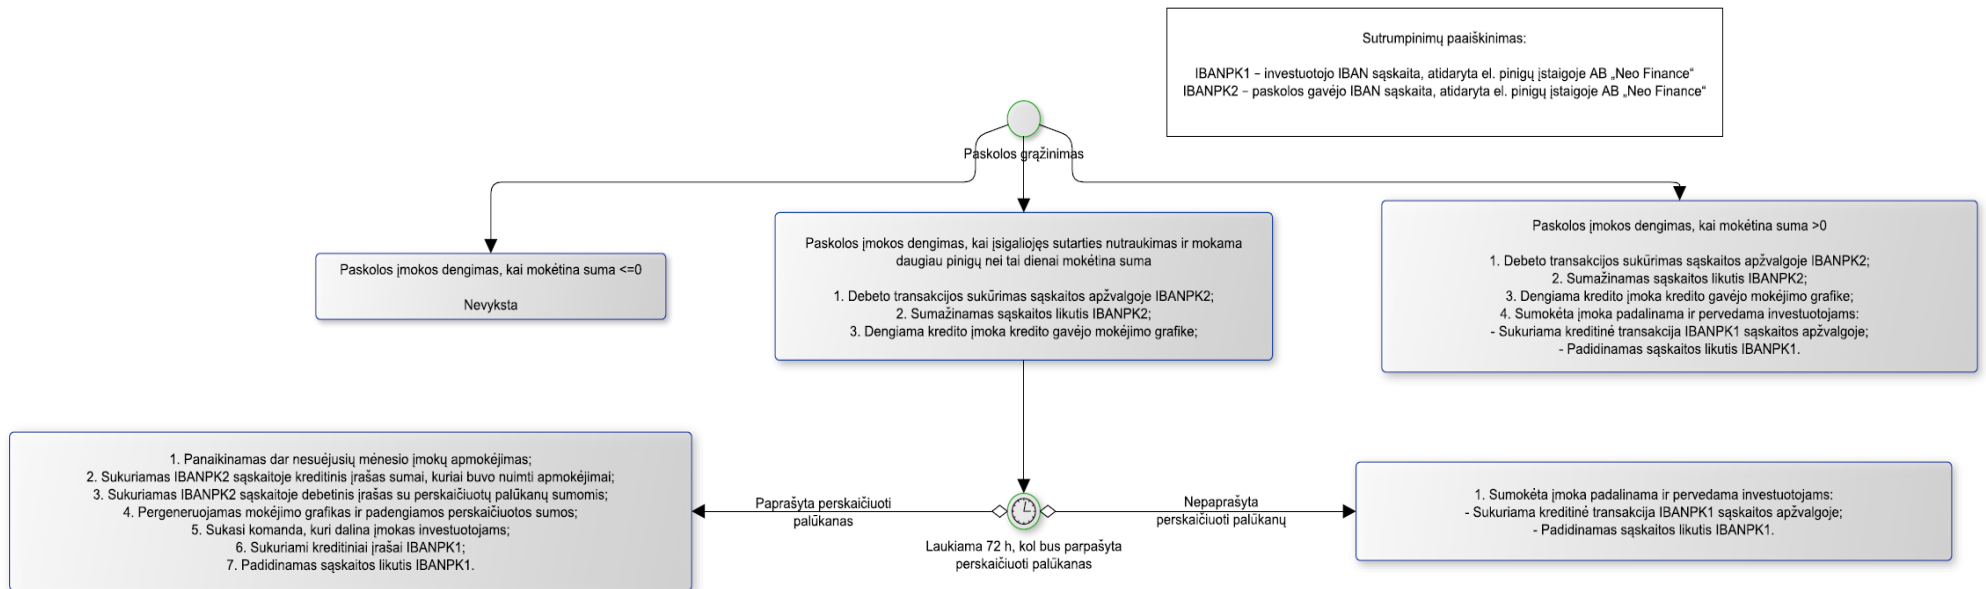 Sutrumpinimų paaiškinimas:
IBANPK1 – investuotojo IBAN sąskaita, atidaryta el. pinigų įstaigoje AB „Neo Finance“
IBANPK2 – paskolos gavėjo IBAN sąskaita, atidaryta el. pinigų įstaigoje AB „Neo Finance“
Paskolos grąžinimas
Paskolos įmokos dengimas, kai mokėtina suma <=0
Nevyksta
Paskolos įmokos dengimas, kai įsigaliojęs sutarties nutraukimas ir mokama
daugiau pinigų nei tai dienai mokėtina suma
1. Debeto transakcijos sukūrimas sąskaitos apžvalgoje IBANPK2;
2. Sumažinamas sąskaitos likutis IBANPK2;
3. Dengiama kredito įmoka kredito gavėjo mokėjimo grafike;
Paskolos įmokos dengimas, kai mokėtina suma >0
1. Debeto transakcijos sukūrimas sąskaitos apžvalgoje IBANPK2;
2. Sumažinamas sąskaitos likutis IBANPK2;
3. Dengiama kredito įmoka kredito gavėjo mokėjimo grafike;
4. Sumokėta įmoka padalinama ir pervedama investuotojams:
- Sukuriama kreditinė transakcija IBANPK1 sąskaitos apžvalgoje;
- Padidinamas sąskaitos likutis IBANPK1.
1. Panaikinamas dar nesuėjusių mėnesio įmokų apmokėjimas;
2. Sukuriamas IBANPK2 sąskaitoje kreditinis įrašas sumai, kuriai buvo nuimti apmokėjimai;
3. Sukuriamas IBANPK2 sąskaitoje debetinis įrašas su perskaičiuotų palūkanų sumomis;
4. Pergeneruojamas mokėjimo grafikas ir padengiamos perskaičiuotos sumos;
5. Sukasi komanda, kuri dalina įmokas investuotojams;
6. Sukuriami kreditiniai įrašai IBANPK1;
7. Padidinamas sąskaitos likutis IBANPK1.
Paprašyta perskaičiuoti
palūkanas
Laukiama 72 h, kol bus parpašyta
perskaičiuoti palūkanas
Nepaprašyta
perskaičiuoti palūkanų
1. Sumokėta įmoka padalinama ir pervedama investuotojams:
- Sukuriama kreditinė transakcija IBANPK1 sąskaitos apžvalgoje;
- Padidinamas sąskaitos likutis IBANPK1.